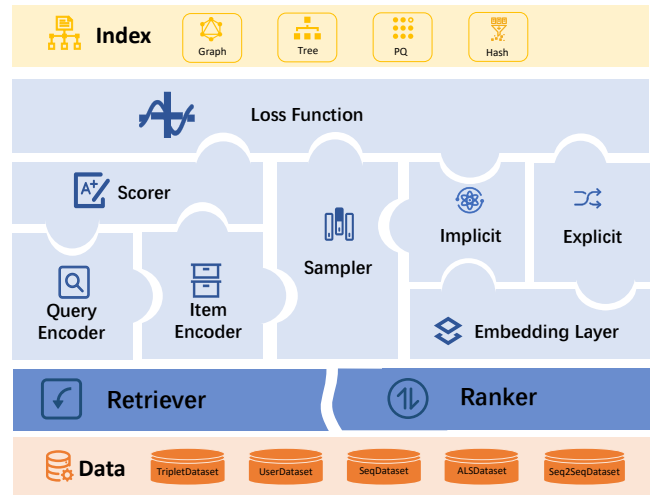 Index
Graph
Tree
PQ
Hash
Loss Function
A+
Scorer
Sampler
Implicit
Explicit
Query
Encoder
Item
Encoder
Embedding Layer
Retriever
Ranker
Data
TripletDataset
UserDataset
SeqDataset
ALSDataset
Seq2SeqDataset